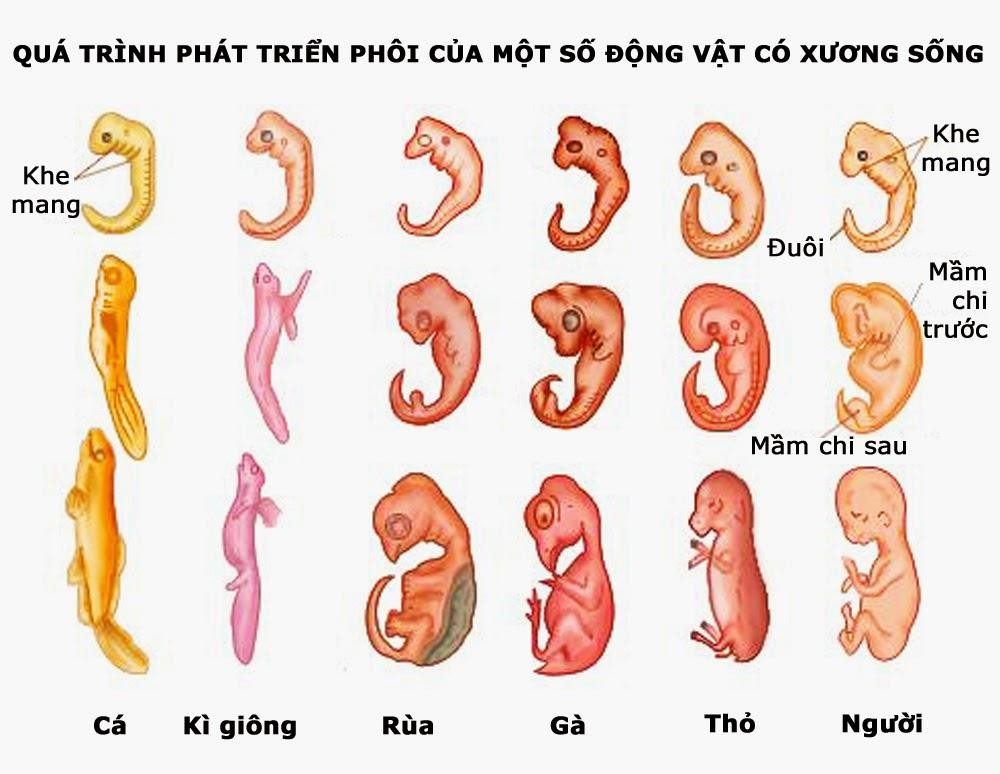 QUÁ TRÌNH PHÁT TRIỂN PHÔI CỦA MỘT SỐ ĐỘNG VẬT CÓ XƯƠNG SỐNG
Khe
mang
Khe
mang
Đuôi
Mầm
chi
trước
Mầm chi sau
Cá Kì giông Rùa Gà Thỏ Người